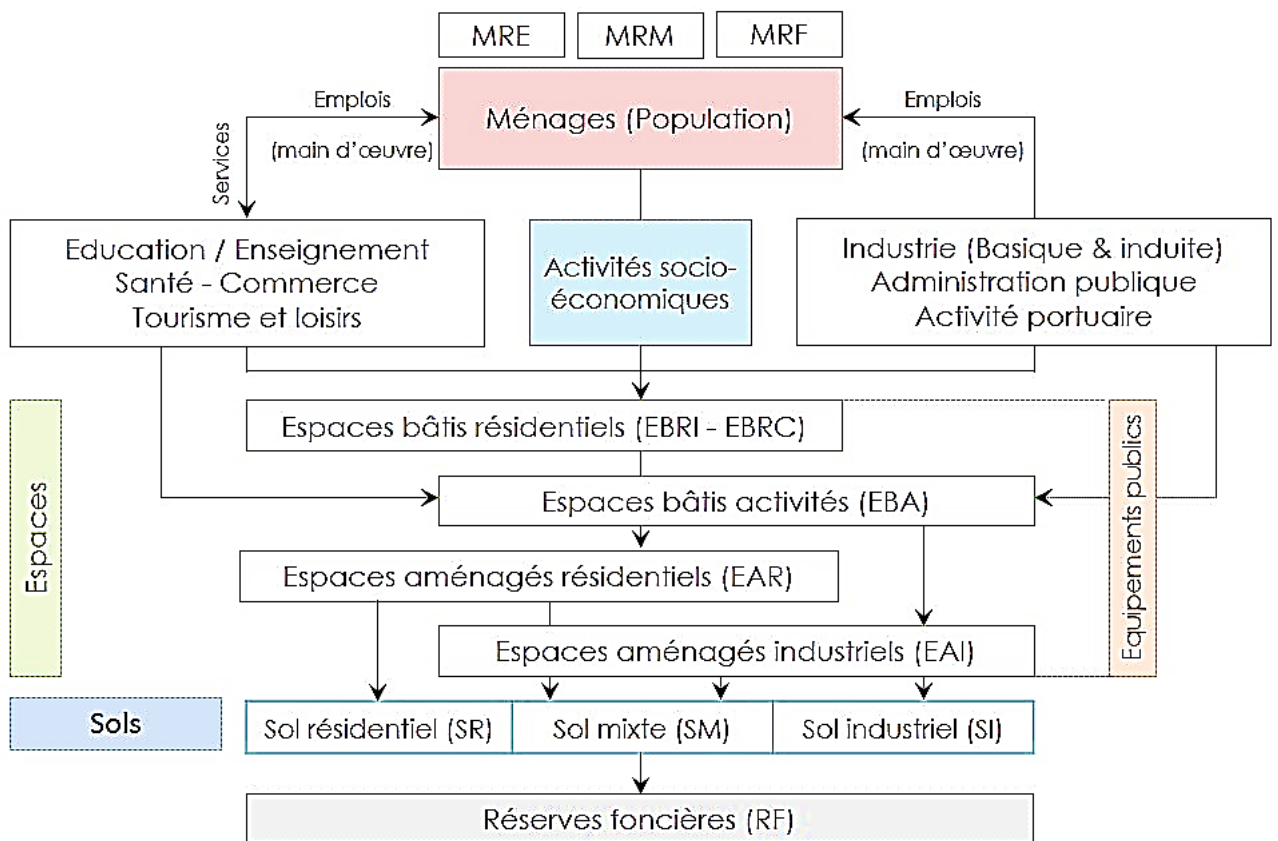 MRE
MRM
MRF
Emplois
Ménages (Population)
Emplois
(main d'œuvre)
(main d'œuvre)
Services
Education / Enseignement
Santé - Commerce
Tourisme et loisirs
Activités socio-
économiques
Industrie (Basique & induite)
Administration publique
Activité portuaire
Espaces
Espaces bâtis résidentiels (EBRI - EBRC)
Espaces bâtis activités (EBA)
Espaces aménagés résidentiels (EAR)
Espaces aménagés industriels (EAI)
Equipements publics
Sols
Sol résidentiel (SR)
Sol mixte (SM)
Sol industriel (SI)
Réserves foncières (RF)